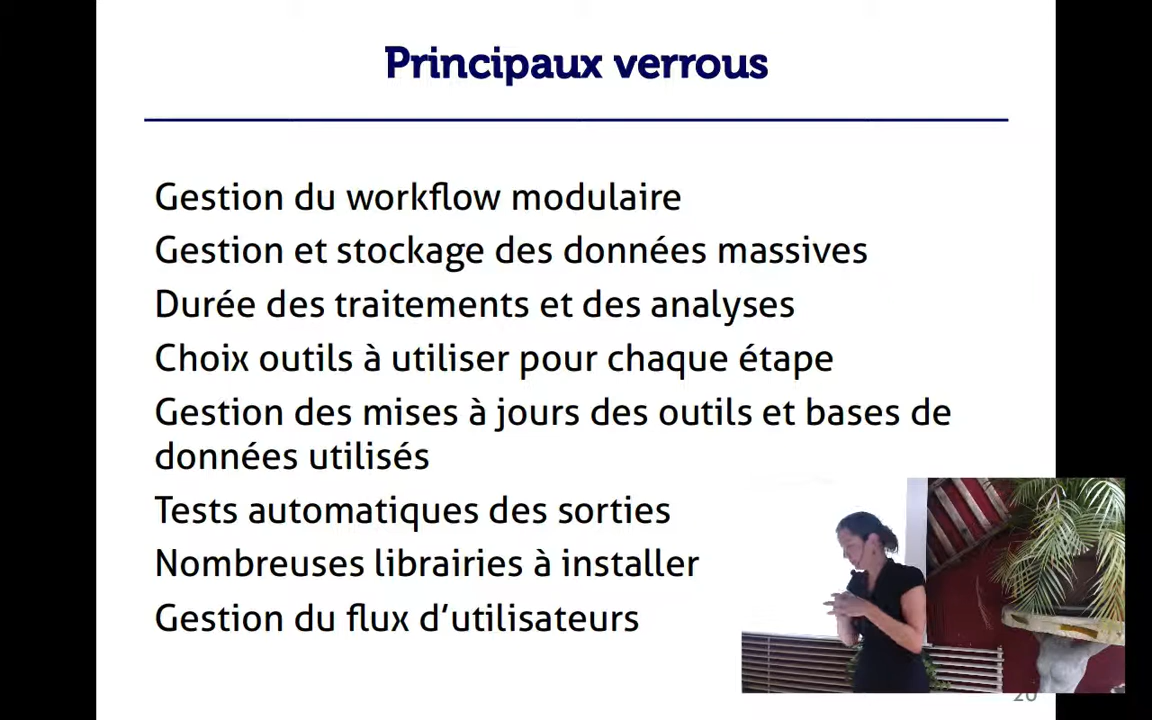 Principaux verrous
Gestion du workflow modulaire
Gestion et stockage des données massives
Durée des traitements et des analyses
Choix outils à utiliser pour chaque étape
Gestion des mises à jours des outils et bases de
données utilisés
Tests automatiques des sorties
Nombreuses librairies à installer
Gestion du flux d’utilisateurs
20